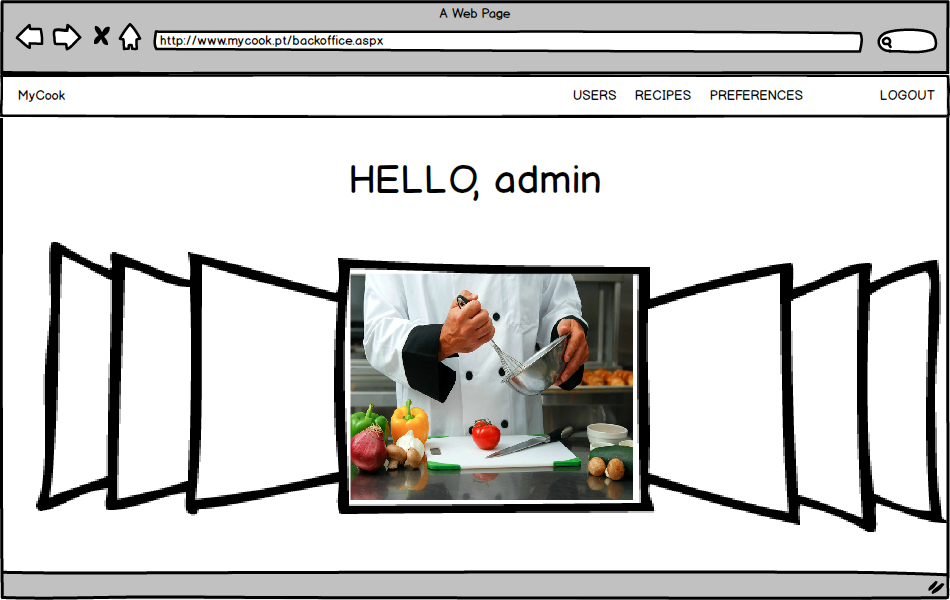 A Web Page
http://www.mycook.pt/backoffice.aspx
MyCook USERS RECIPES PREFERENCES LOGOUT
HELLO, admin